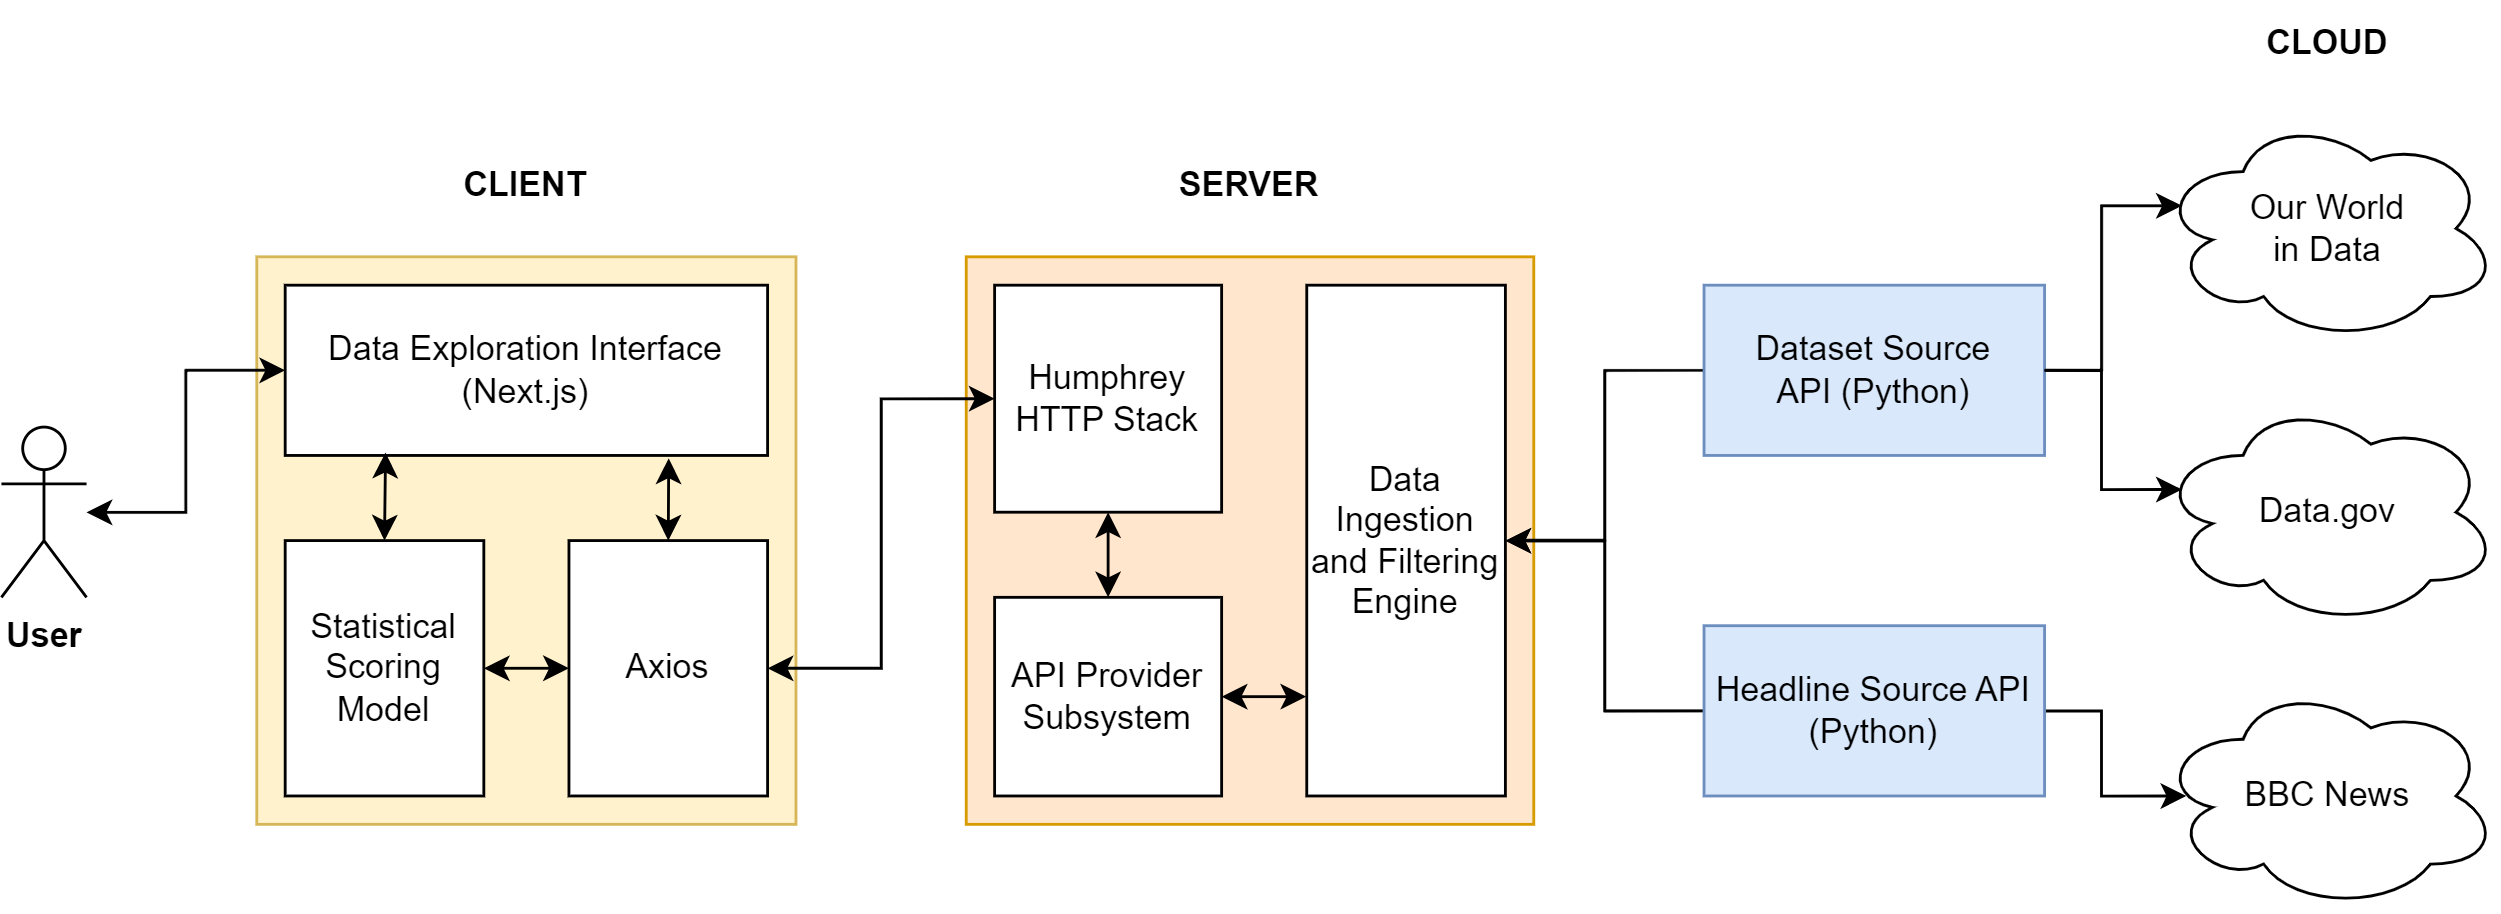 CLOUD
CLIENT
SERVER
User
Data Exploration Interface
(Next.js)
Statistical
Scoring
Model
Axios
Humphrey
HTTP Stack
API Provider
Subsystem
Data
Ingestion
and Filtering
Engine
Dataset Source
API (Python)
Headline Source API
(Python)
Our World
in Data
Data.gov
BBC News